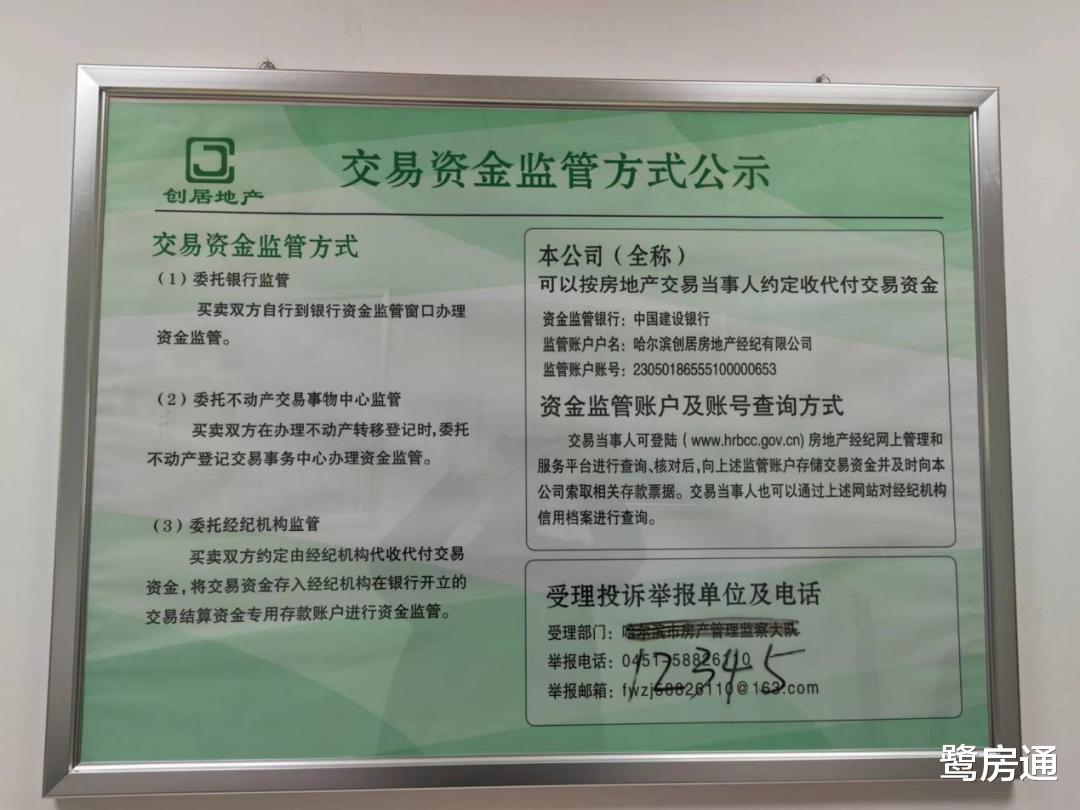 创居地产
交易资金监管方式公示
交易资金监管方式
（1）委托银行监管
买卖双方自行到银行资金监管窗口办理
资金监管。
（2）委托不动产交易事物中心监管
买卖双方在办理不动产转移登记时,委托
不动产登记交易事务中心办理资金监管。
（3）委托经纪机构监管
买卖双方约定由经纪机构代收代付交易
资金,将交易资金存入经纪机构在银行开立的
交易结算资金专用存款账户进行资金监管。
本公司（全称）
可以按房地产交易当事人约定收代付交易资金
资金监管银行：中国建设银行
监管账户户名：哈尔滨创居房地产经纪有限公司
监管账户账号：23050186555100000653
资金监管账户及账号查询方式
交易当事人可登陆（www.hrbcc.gov.cn）房地产经纪网上管理和
服务平台进行查询、核对后,向上述监管账户存储交易资金并及时向本
公司索取相关存款票据。交易当事人也可以通过上述网站对经纪机构
信用档案进行查询。
受理投诉举报单位及电话
受理部门：哈尔滨市房产管理监察大队
举报电话：0451-58826110
12345
举报邮箱：fwzj58826110@163.com
鹭房通